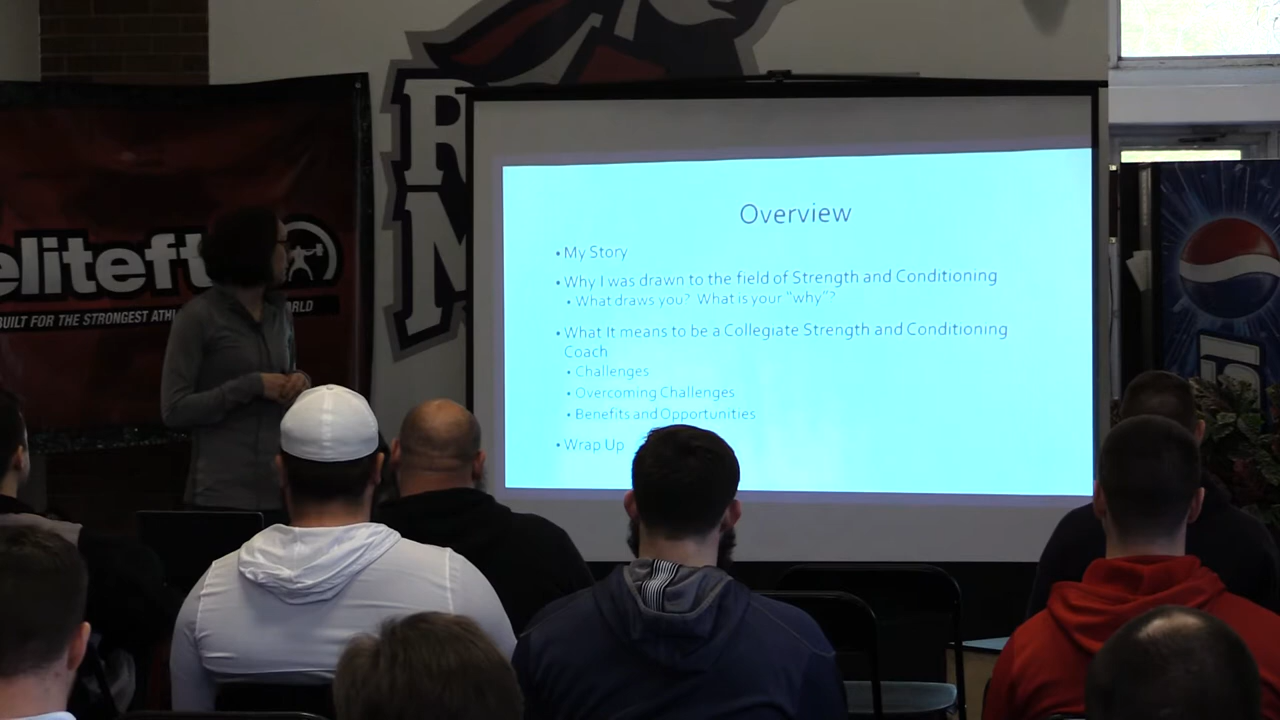 R
M
eliteft
BUILT FOR THE STRONGEST ATHL
ORLD
Overview
• My Story
• Why I was drawn to the field of Strength and Conditioning
• What draws you? What is your "why"?
• What It means to be a Collegiate Strength and Conditioning
Coach
• Challenges
• Overcoming Challenges
• Benefits and Opportunities
• Wrap Up